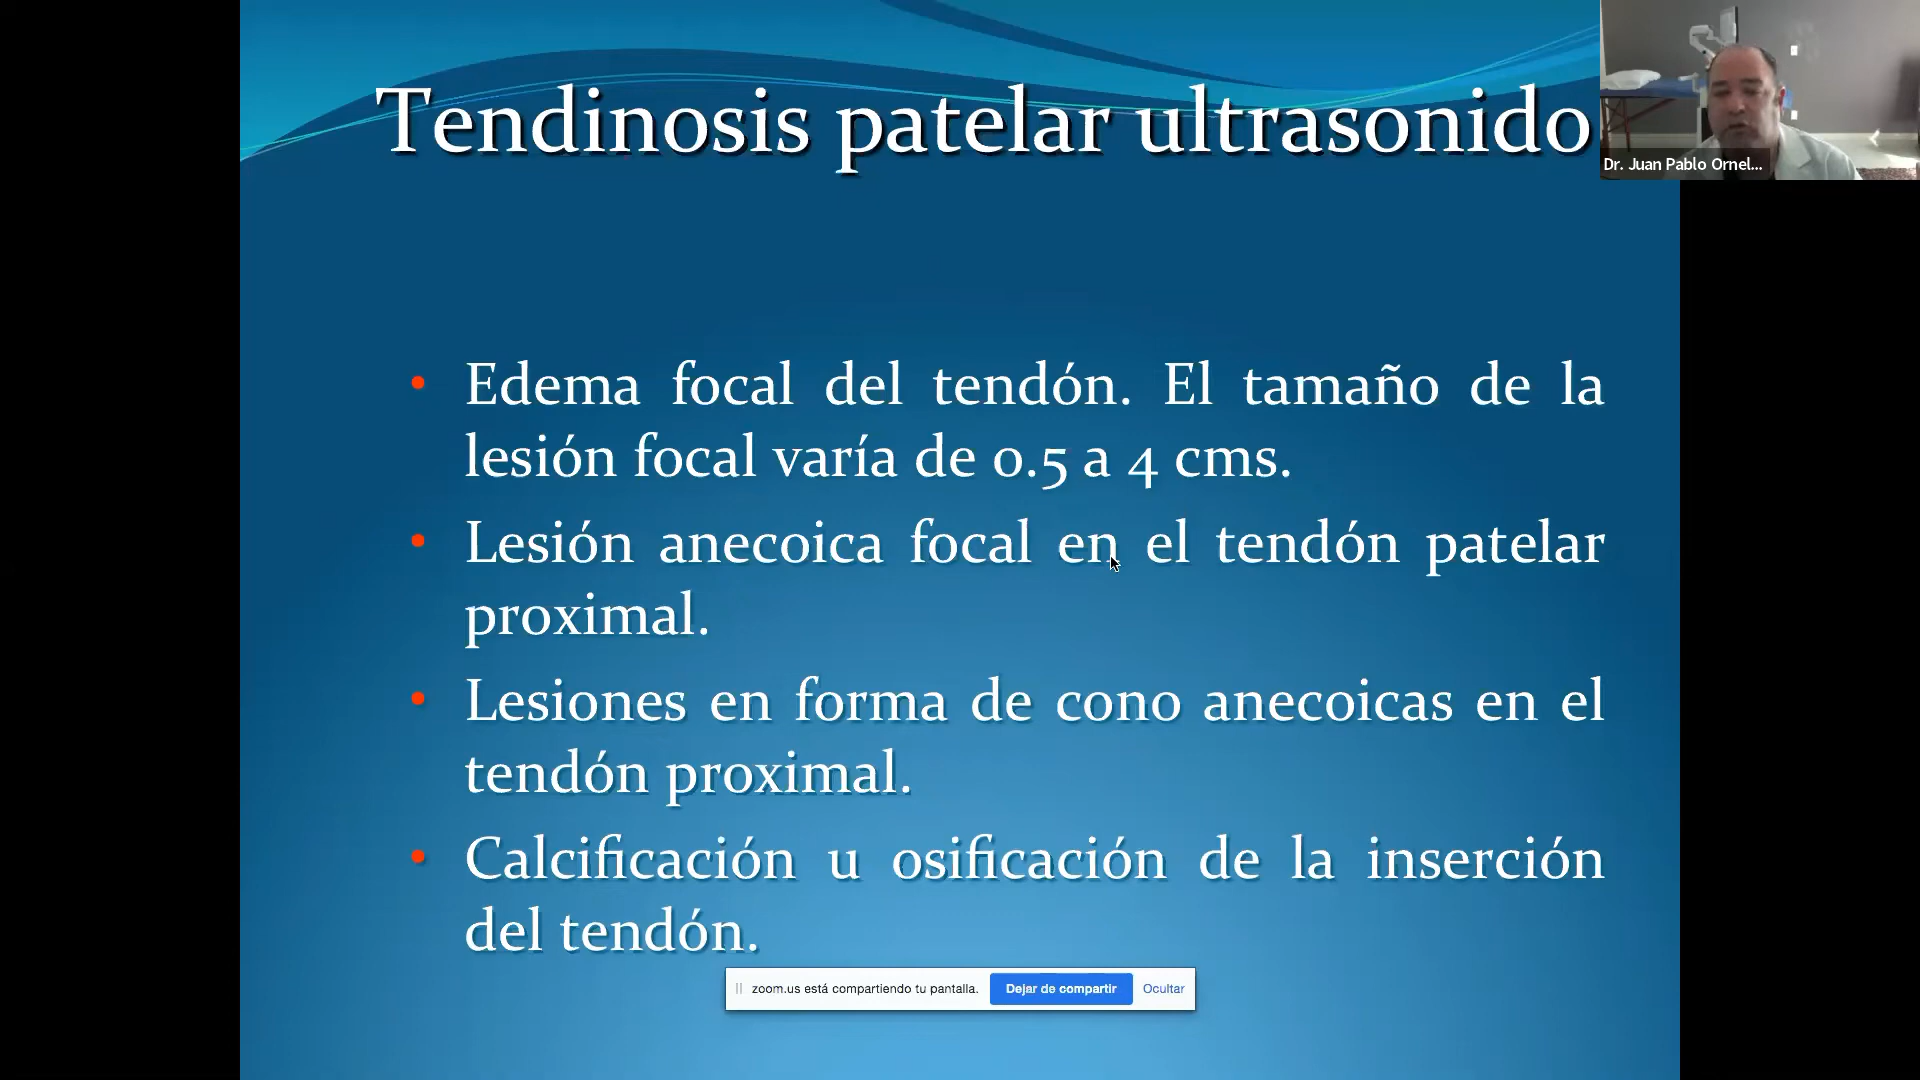 Tendinosis patelar ultrasonido
Dr. Juan Pablo Ornel...
• Edema focal del tendón. El tamaño de la
lesión focal varía de 0.5 a 4 cms.
• Lesión anecoica focal en el tendón patelar
proximal.
• Lesiones en forma de cono anecoicas en el
tendón proximal.
• Calcificación u osificación de la inserción
del tendón.
zoom.us está compartiendo tu pantalla. Dejar de compartir Ocultar